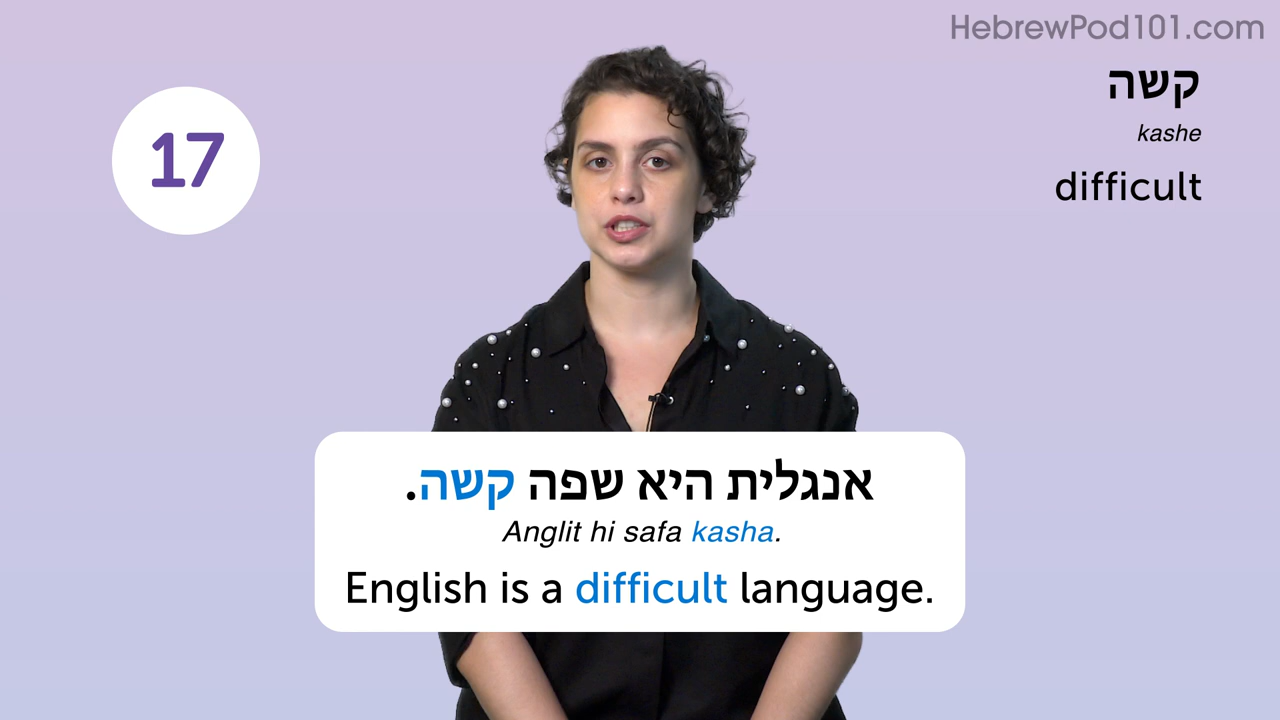 HebrewPod101.com
17
קשה
kashe
difficult
אנגלית היא שפה קשה.
Anglit hi safa kasha.
English is a difficult language.